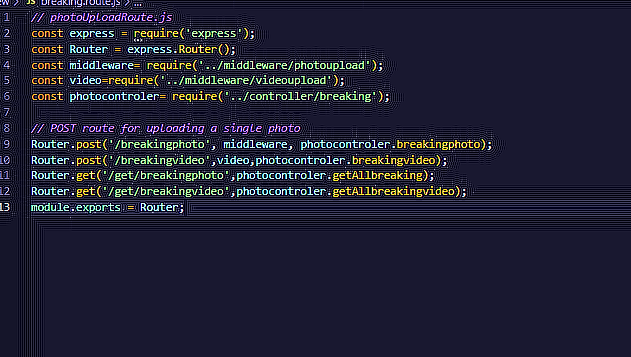 breaking.route.js > ...
1 // photoUploadRoute.js
2 const express = require('express');
3 const Router = express.Router();
4 const middleware= require('../middleware/photoupload');
5 const video=require('../middleware/videoupload');
6 const photocontroler= require('../controller/breaking');
7
8 // POST route for uploading a single photo
9 Router.post('/breakingphoto', middleware, photocontroler.breakingphoto);
10 Router.post('/breakingvideo',video,photocontroler.breakingvideo);
11 Router.get('/get/breakingphoto',photocontroler.getAllbreaking);
12 Router.get('/get/breakingvideo',photocontroler.getAllbreakingvideo);
13 module.exports = Router;